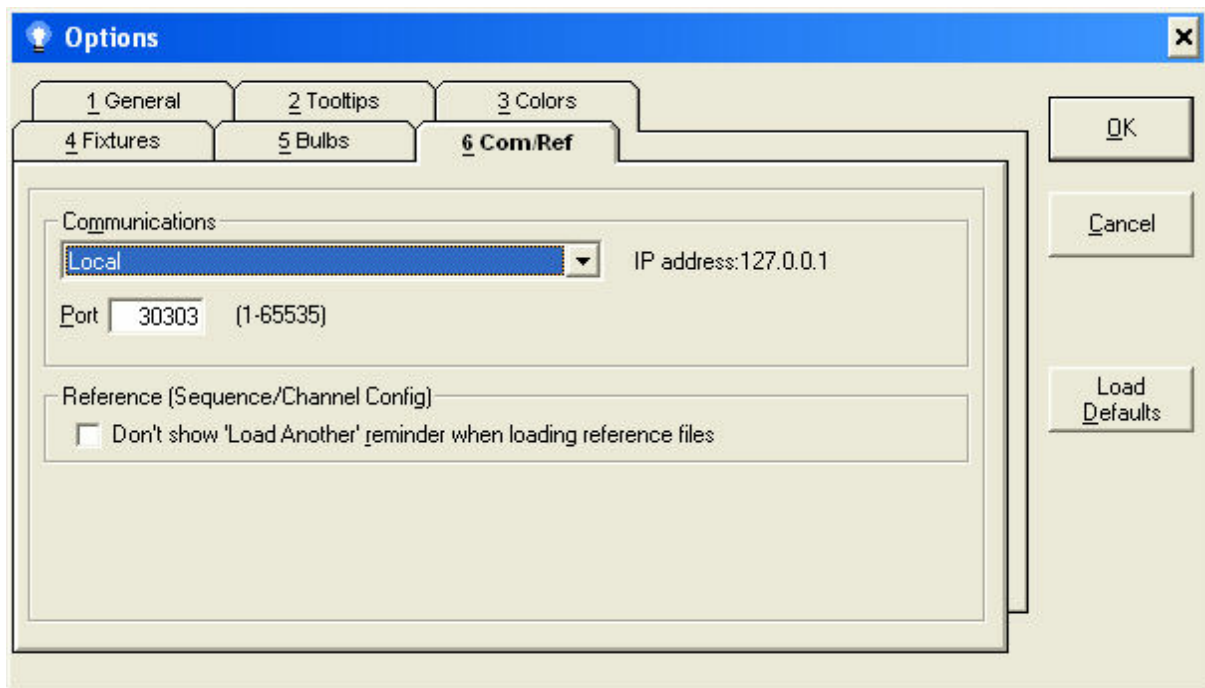 Options
1 General 2 Tooltips 3 Colors
4 Fixtures 5 Bulbs 6 Com/Ref
OK
Cancel
Load
Defaults
Communications
Local
IP address:127.0.0.1
Port 30303 (1-65535)
Reference (Sequence/Channel Config)
Don't show 'Load Another' reminder when loading reference files